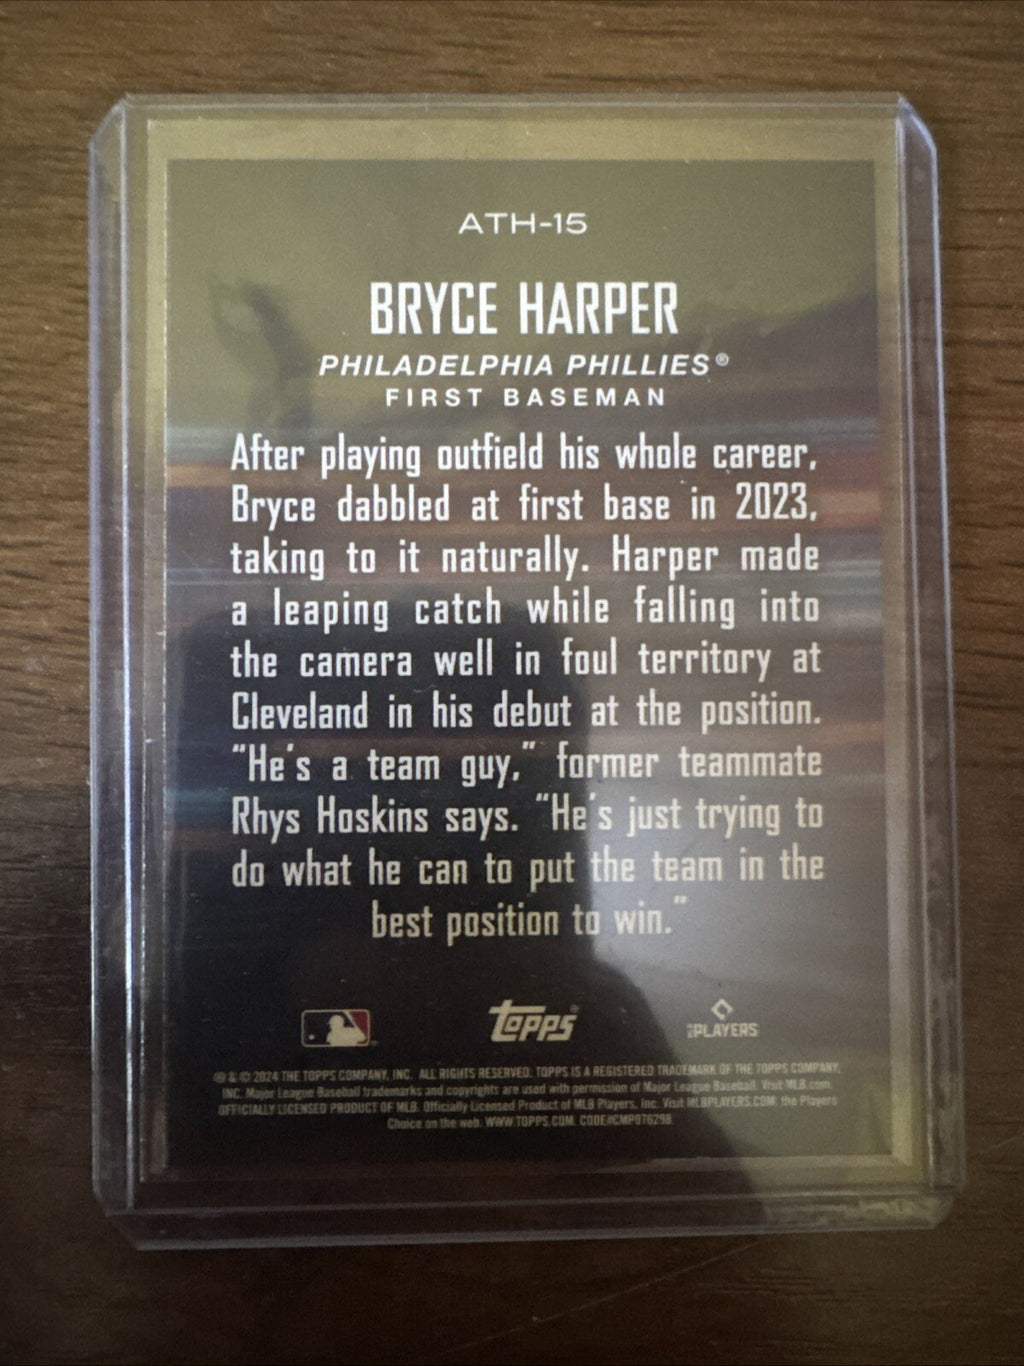 ATH-15
BRYCE HARPER
PHILADELPHIA PHILLIES®
FIRST BASEMAN
After playing outfield his whole career,
Bryce dabbled at first base in 2023,
taking to it naturally. Harper made
a leaping catch while falling into
the camera well in foul territory at
Cleveland in his debut at the position.
"He's a team guy," former teammate
Rhys Hoskins says. "He's just trying to
do what he can to put the team in the
best position to win."
topps
PLAYERS
® & © 2024 THE TOPPS COMPANY, INC. ALL RIGHTS RESERVED. TOPPS IS A REGISTERED TRADEMARK OF THE TOPPS COMPANY,
INC. Major League Baseball trademarks and copyrights are used with permission of Major League Baseball. Visit MLB.com.
OFFICIALLY LICENSED PRODUCT OF MLB. Officially Licensed Product of MLB Players, Inc. Visit MLBPLAYERS.COM, the Players
Choice on the web. WWW.TOPPS.COM. CODE#CMP076298